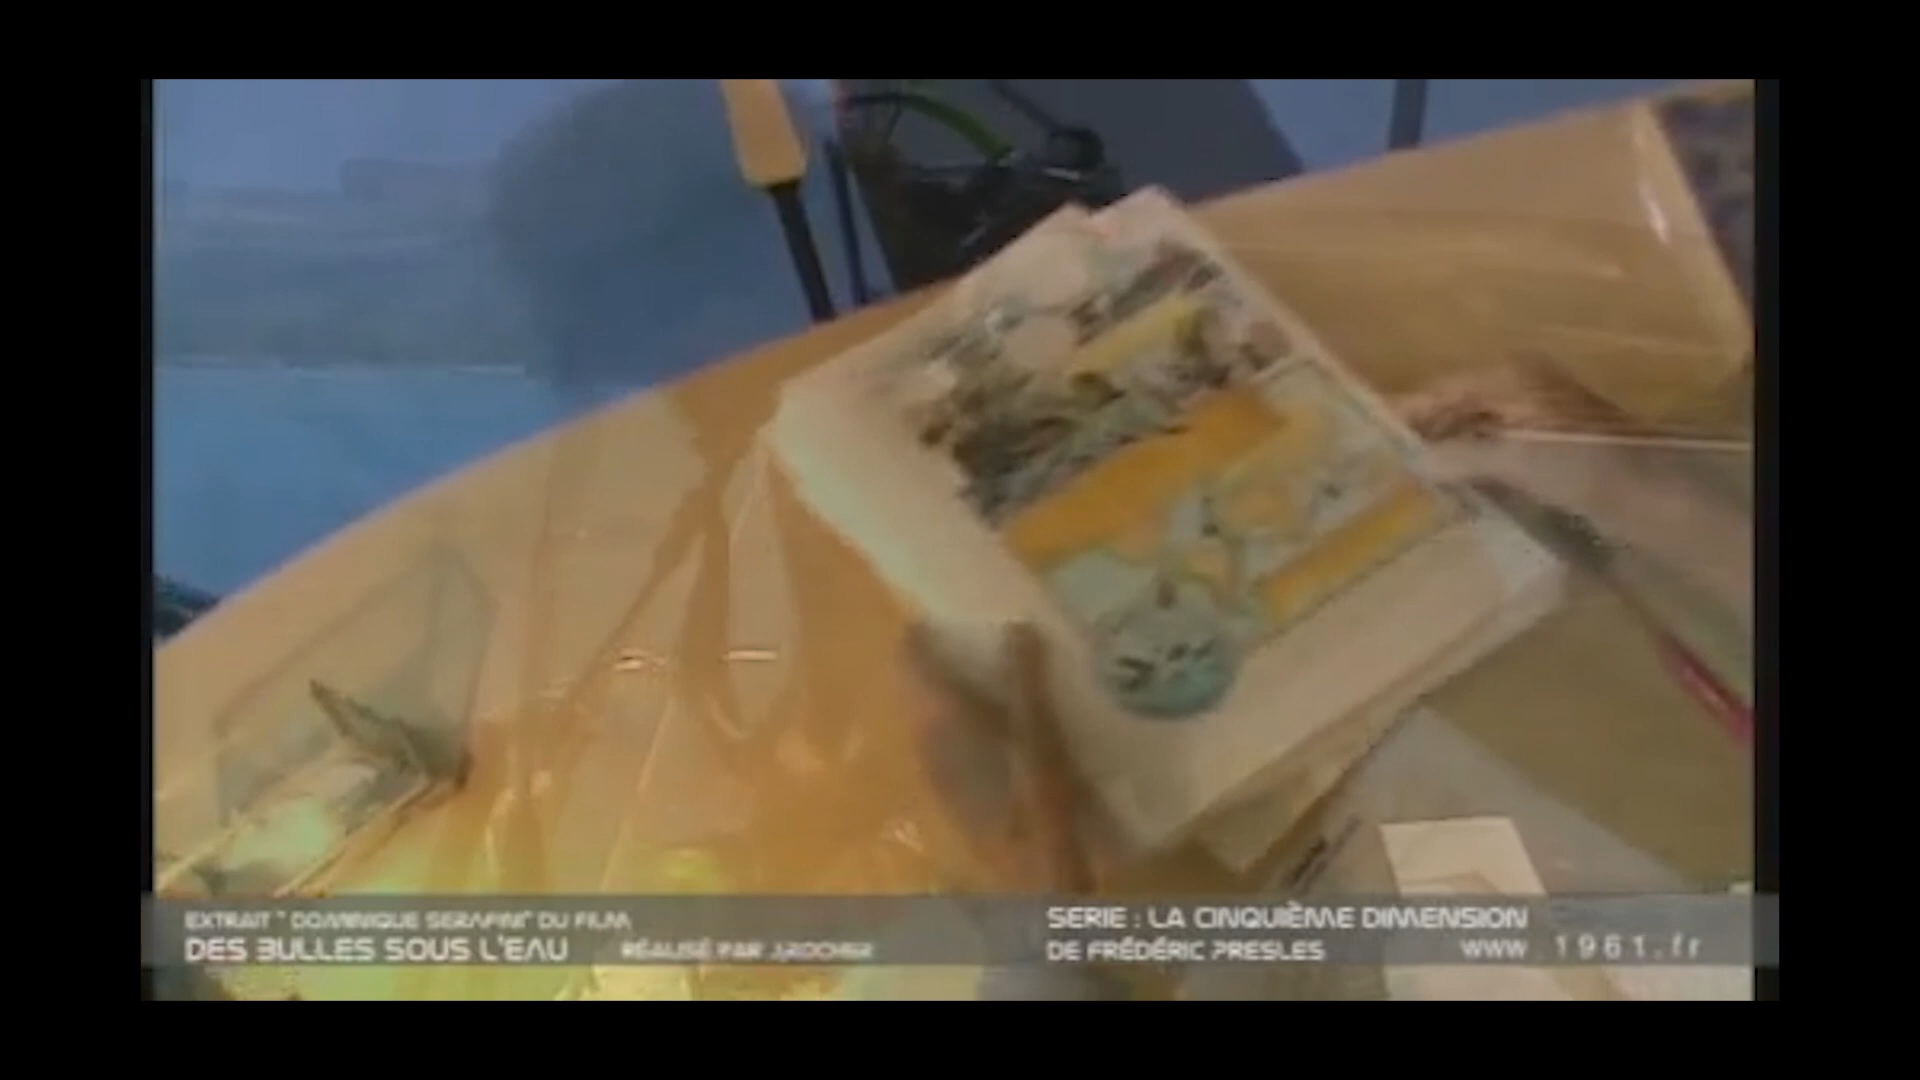 EXTRAIT " DOMINIQUE SERAFINI" DU FILM
DES BULLES SOUS L'EAU RÉALISÉ PAR J.ROCHER
SERIE : LA CINQUIÈME DIMENSION
DE FRÉDÉRIC PRESLES WWW . 1961.fr